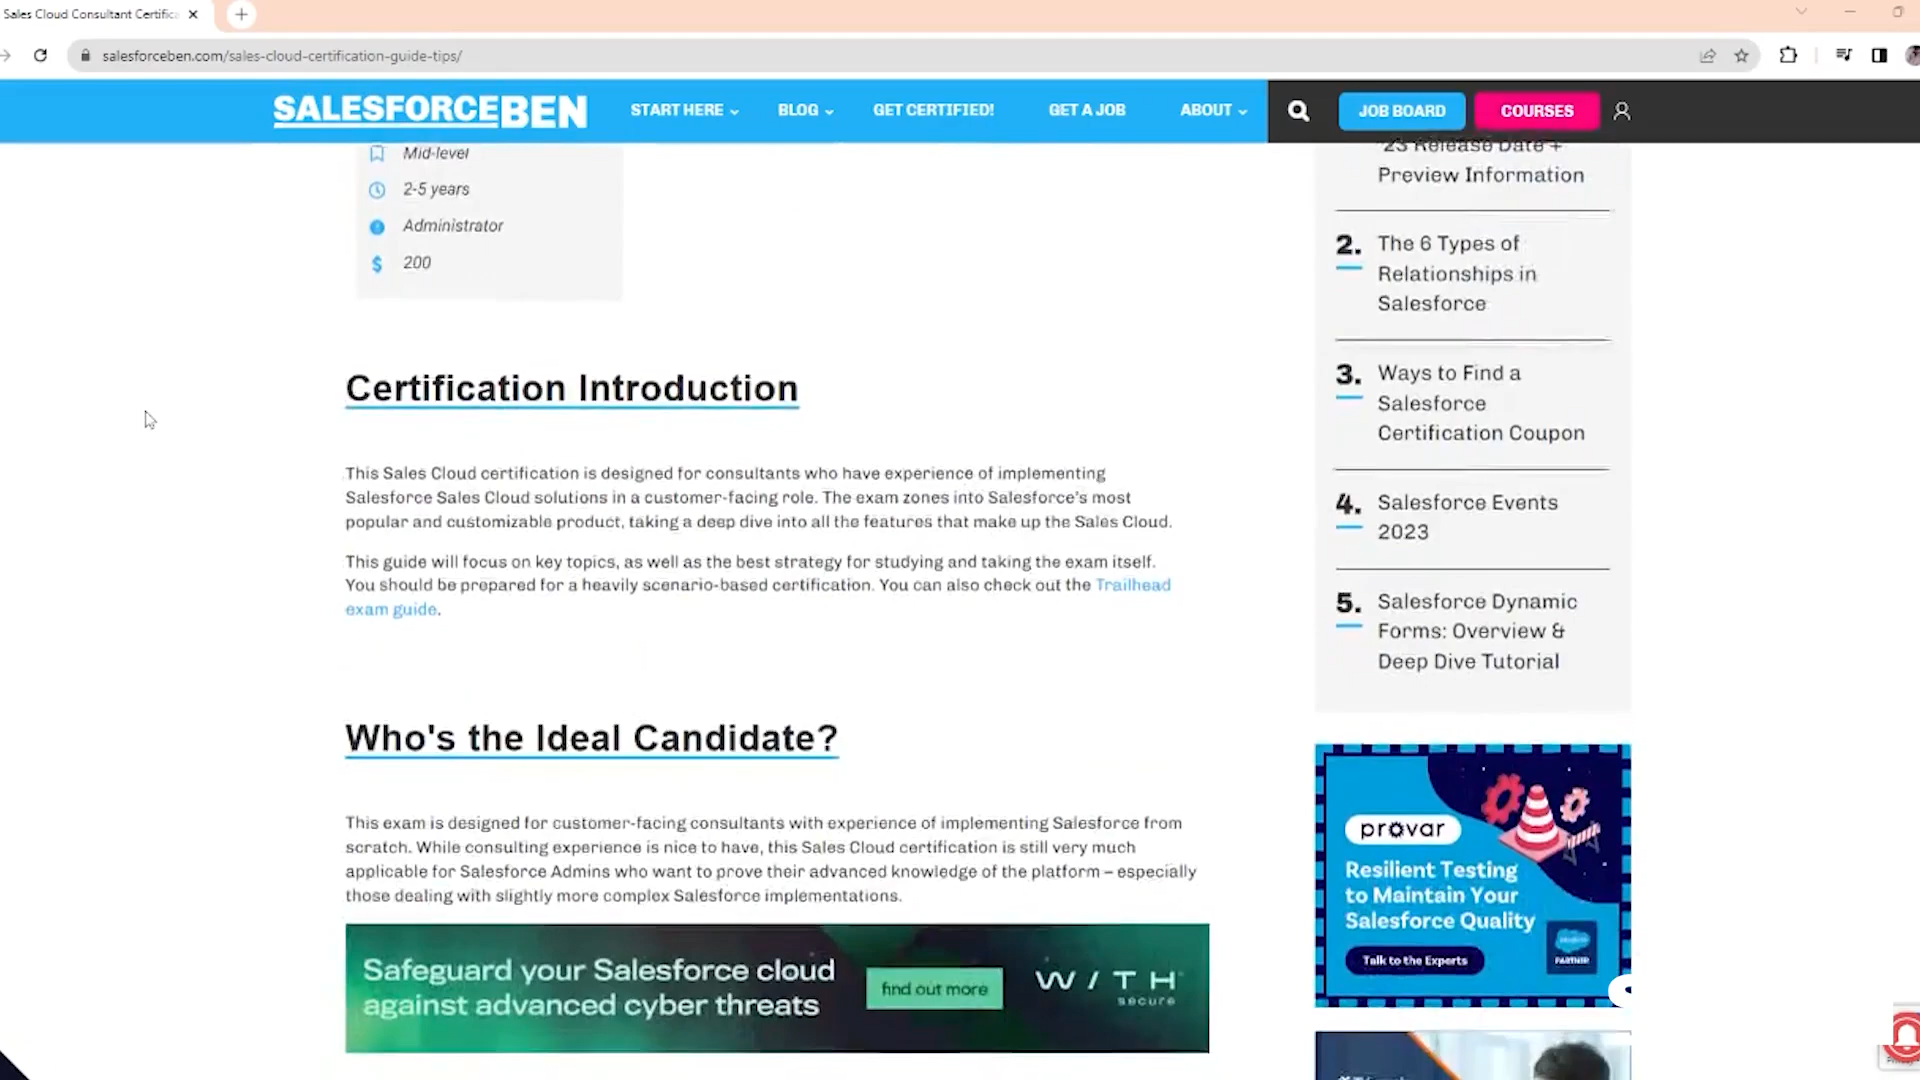 Sales Cloud Consultant Certific
salesforceben.com/sales-cloud-certification-guide-tips/
SALESFORCEBEN
START HERE
BLOG
GET CERTIFIED!
GET A JOB
ABOUT
JOB BOARD
COURSES
Mid-level
2-5 years
Administrator
$ 200
Certification Introduction
This Sales Cloud certification is designed for consultants who have experience of implementing
Salesforce Sales Cloud solutions in a customer-facing role. The exam zones into Salesforce's most
popular and customizable product, taking a deep dive into all the features that make up the Sales Cloud.
This guide will focus on key topics, as well as the best strategy for studying and taking the exam itself.
You should be prepared for a heavily scenario-based certification. You can also check out the Trailhead
exam guide.
Who's the Ideal Candidate?
This exam is designed for customer-facing consultants with experience of implementing Salesforce from
scratch. While consulting experience is nice to have, this Sales Cloud certification is still very much
applicable for Salesforce Admins who want to prove their advanced knowledge of the platform – especially
those dealing with slightly more complex Salesforce implementations.
Safeguard your Salesforce cloud
against advanced cyber threats
find out more
W/TH
secure
'23 Release Date +
Preview Information
2. The 6 Types of
Relationships in
Salesforce
3. Ways to Find a
Salesforce
Certification Coupon
4. Salesforce Events
2023
5. Salesforce Dynamic
Forms: Overview &
Deep Dive Tutorial
provar
Resilient Testing
to Maintain Your
Salesforce Quality
Talk to the Experts
PARTNER